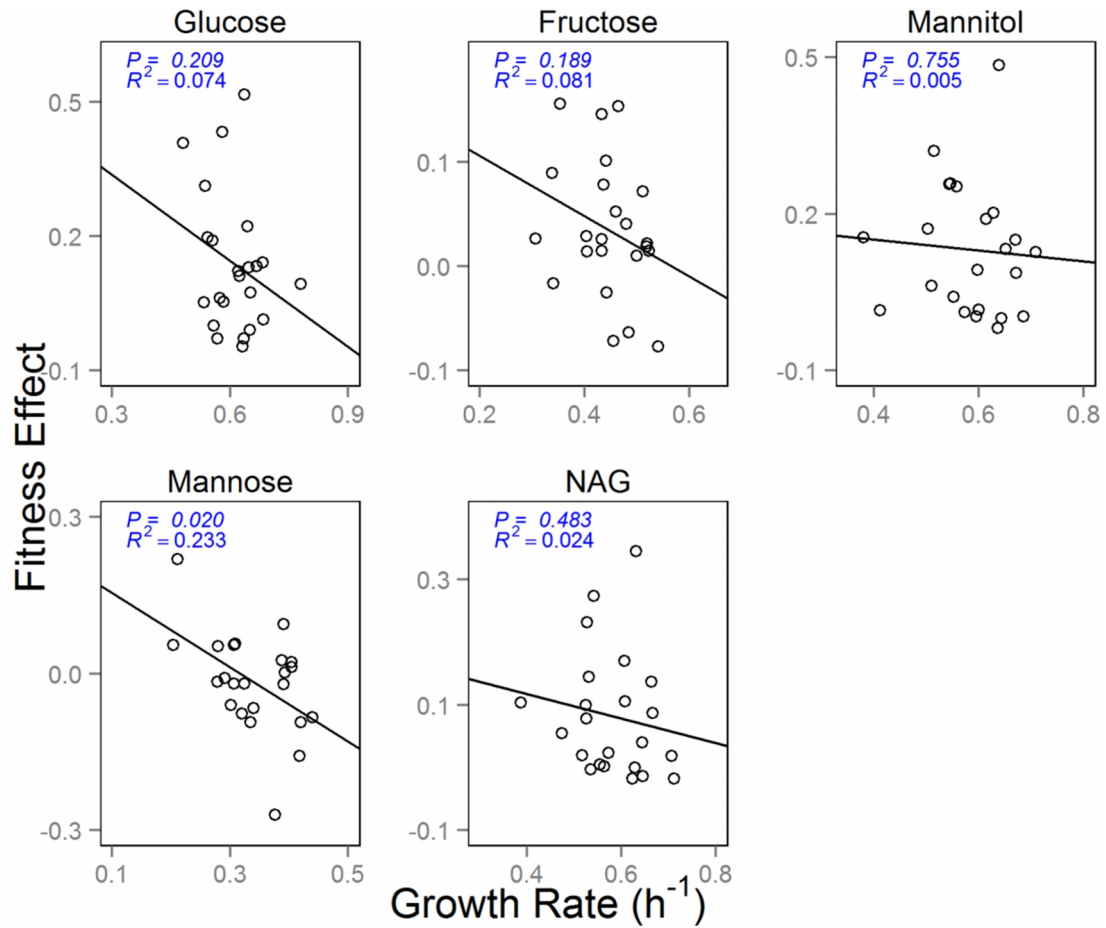 Glucose
P = 0.209
R² = 0.074
0.5
0.2
-0.1
0.3 0.6 0.9
Fructose
P = 0.189
R² = 0.081
0.1
0.0
-0.1
0.2 0.4 0.6
Mannitol
P = 0.755
R² = 0.005
0.5
0.2
-0.1
0.4 0.6 0.8
Mannose
P = 0.020
R² = 0.233
0.3
0.0
-0.3
0.1 0.3 0.5
NAG
P = 0.483
R² = 0.024
0.3
0.1
-0.1
0.4 0.6 0.8
Fitness Effect
Growth Rate (h⁻¹)